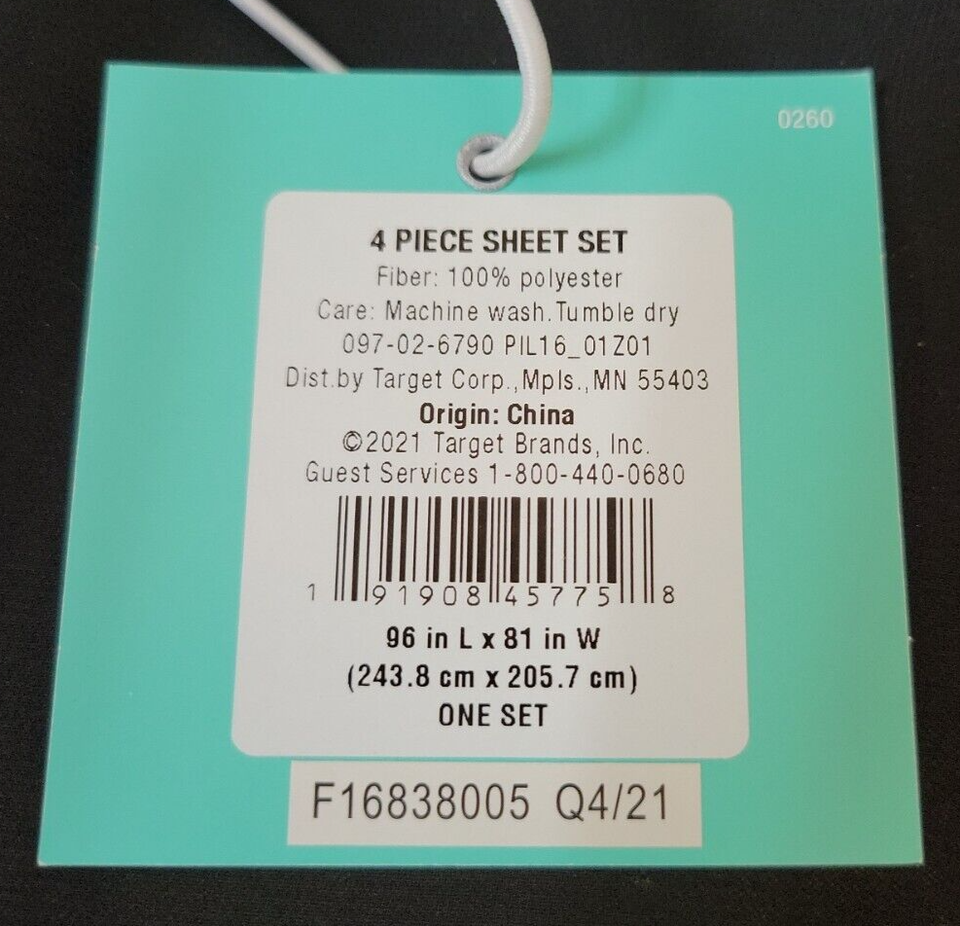 0260
4 PIECE SHEET SET
Fiber: 100% polyester
Care: Machine wash.Tumble dry
097-02-6790 PIL16_01Z01
Dist.by Target Corp.,Mpls.,MN 55403
Origin: China
©2021 Target Brands, Inc.
Guest Services 1-800-440-0680
1 91908 45775 8
96 in L x 81 in W
(243.8 cm x 205.7 cm)
ONE SET
F16838005 Q4/21